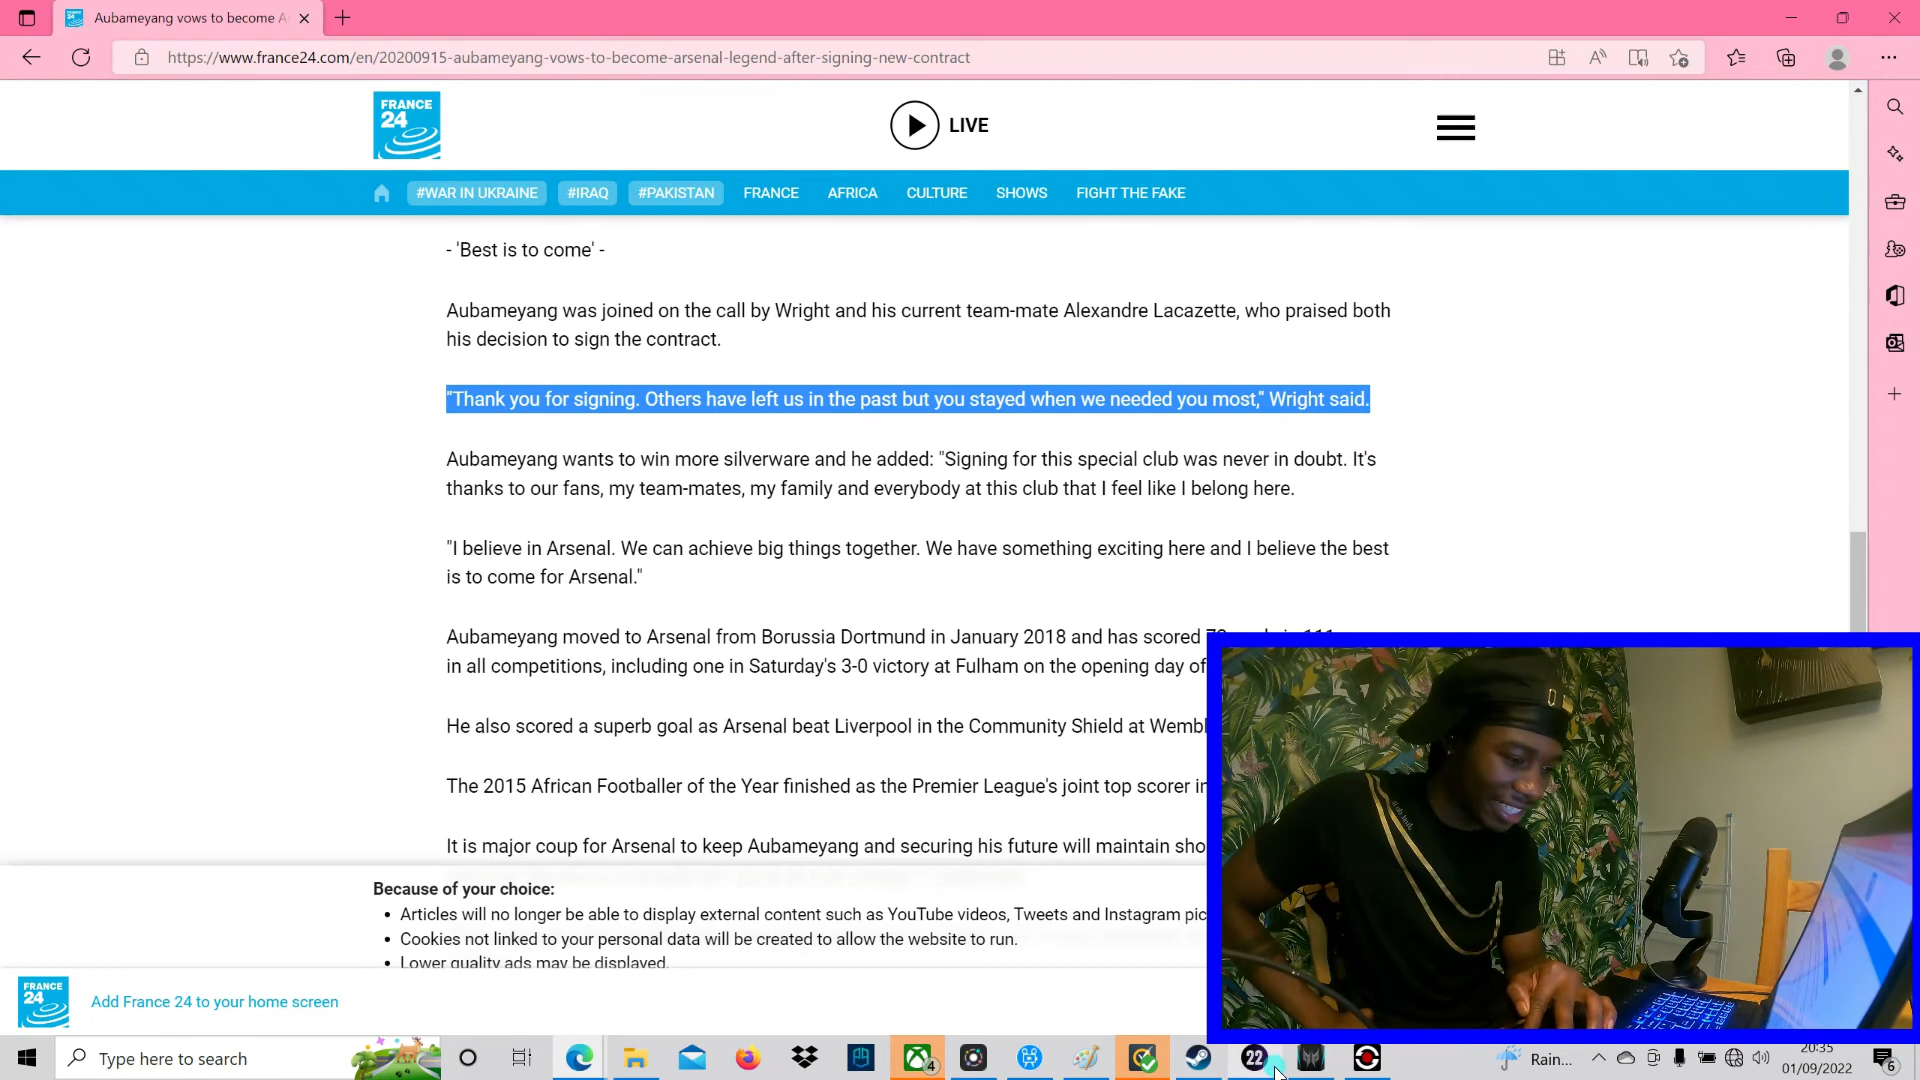 Aubameyang vows to become A
https://www.france24.com/en/20200915-aubameyang-vows-to-become-arsenal-legend-after-signing-new-contract
FRANCE
24
LIVE
#WAR IN UKRAINE #IRAQ #PAKISTAN FRANCE AFRICA CULTURE SHOWS FIGHT THE FAKE
- 'Best is to come' -
Aubameyang was joined on the call by Wright and his current team-mate Alexandre Lacazette, who praised both
his decision to sign the contract.
"Thank you for signing. Others have left us in the past but you stayed when we needed you most," Wright said.
Aubameyang wants to win more silverware and he added: "Signing for this special club was never in doubt. It's
thanks to our fans, my team-mates, my family and everybody at this club that I feel like I belong here.
"I believe in Arsenal. We can achieve big things together. We have something exciting here and I believe the best
is to come for Arsenal."
Aubameyang moved to Arsenal from Borussia Dortmund in January 2018 and has scored
in all competitions, including one in Saturday's 3-0 victory at Fulham on the opening day of
He also scored a superb goal as Arsenal beat Liverpool in the Community Shield at Wembl
The 2015 African Footballer of the Year finished as the Premier League's joint top scorer in
It is major coup for Arsenal to keep Aubameyang and securing his future will maintain sho
Because of your choice:
• Articles will no longer be able to display external content such as YouTube videos, Tweets and Instagram pic
• Cookies not linked to your personal data will be created to allow the website to run.
• Lower quality ads may be displayed.
FRANCE
24
Add France 24 to your home screen
Type here to search
4
22
Rain...
20:35
01/09/2022
6